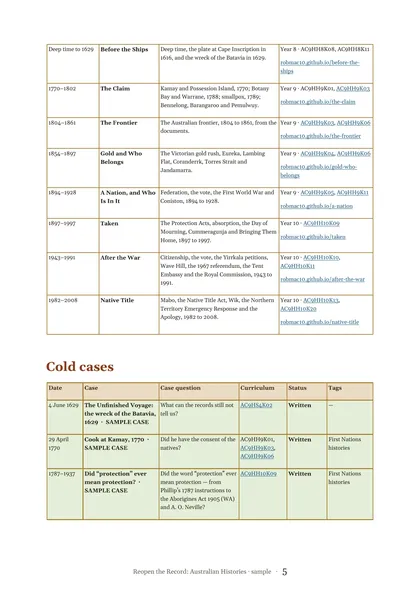 Deep time to 1629 Before the Ships Deep time, the plate at Cape Inscription in Year 8 · AC9HH8K08, AC9HH8K11
1616, and the wreck of the Batavia in 1629.
robmac10.github.io/before-the-
ships
1770–1802 The Claim Kamay and Possession Island, 1770; Botany Year 9 · AC9HH9K01, AC9HH9K03
Bay and Warrane, 1788; smallpox, 1789;
Bennelong, Barangaroo and Pemulwuy. robmac10.github.io/the-claim
1804–1861 The Frontier The Australian frontier, 1804 to 1861, from the Year 9 · AC9HH9K03, AC9HH9K06
documents.
robmac10.github.io/the-frontier
1854–1897 Gold and Who The Victorian gold rush, Eureka, Lambing Year 9 · AC9HH9K04, AC9HH9K06
Belongs Flat, Coranderrk, Torres Strait and
Jandamarra. robmac10.github.io/gold-who-
belongs
1894–1928 A Nation, and Who Federation, the vote, the First World War and Year 9 · AC9HH9K05, AC9HH9K11
Is In It Coniston, 1894 to 1928.
robmac10.github.io/a-nation
1897–1997 Taken The Protection Acts, absorption, the Day of Year 10 · AC9HH10K09
Mourning, Cummeragunja and Bringing Them
Home, 1897 to 1997. robmac10.github.io/taken
1943–1991 After the War Citizenship, the vote, the Yirrkala petitions, Year 10 · AC9HH10K10,
Wave Hill, the 1967 referendum, the Tent AC9HH10K11
Embassy and the Royal Commission, 1943 to
1991. robmac10.github.io/after-the-war
1982–2008 Native Title Mabo, the Native Title Act, Wik, the Northern Year 10 · AC9HH10K13,
Territory Emergency Response and the AC9HH10K20
Apology, 1982 to 2008.
robmac10.github.io/native-title
Cold cases
Date Case Case question Curriculum Status Tags
4 June 1629 The Unfinished Voyage: What can the records still not AC9HS4K02 Written —
the wreck of the Batavia, tell us?
1629 · SAMPLE CASE
29 April Cook at Kamay, 1770 · Did he have the consent of the AC9HH9K01, Written First Nations
1770 SAMPLE CASE natives? AC9HH9K03, histories
AC9HH9K06
1787–1937 Did "protection" ever Did the word "protection" ever AC9HH10K09 Written First Nations
mean protection? · mean protection — from histories
SAMPLE CASE Phillip's 1787 instructions to
the Aborigines Act 1905 (WA)
and A. O. Neville?
Reopen the Record: Australian Histories · sample · 5